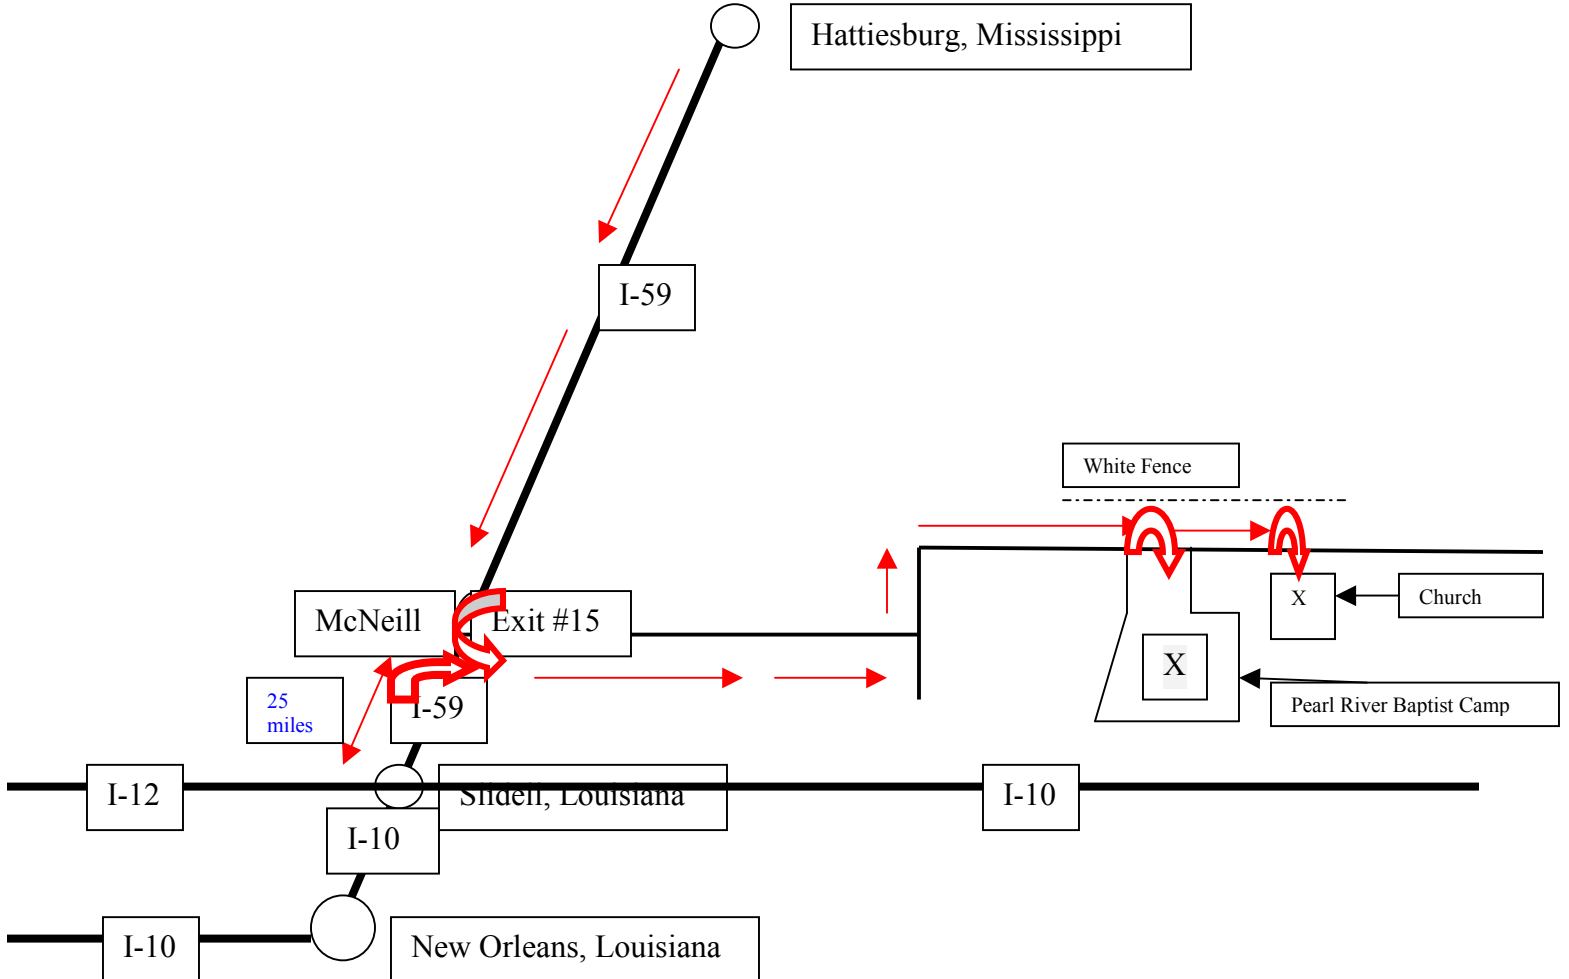 Hattiesburg, Mississippi
I-59
White Fence
McNeill
Exit #15
X
Church
X
Pearl River Baptist Camp
25
miles
I-59
I-12
Slidell, Louisiana
I-10
I-10
I-10
New Orleans, Louisiana